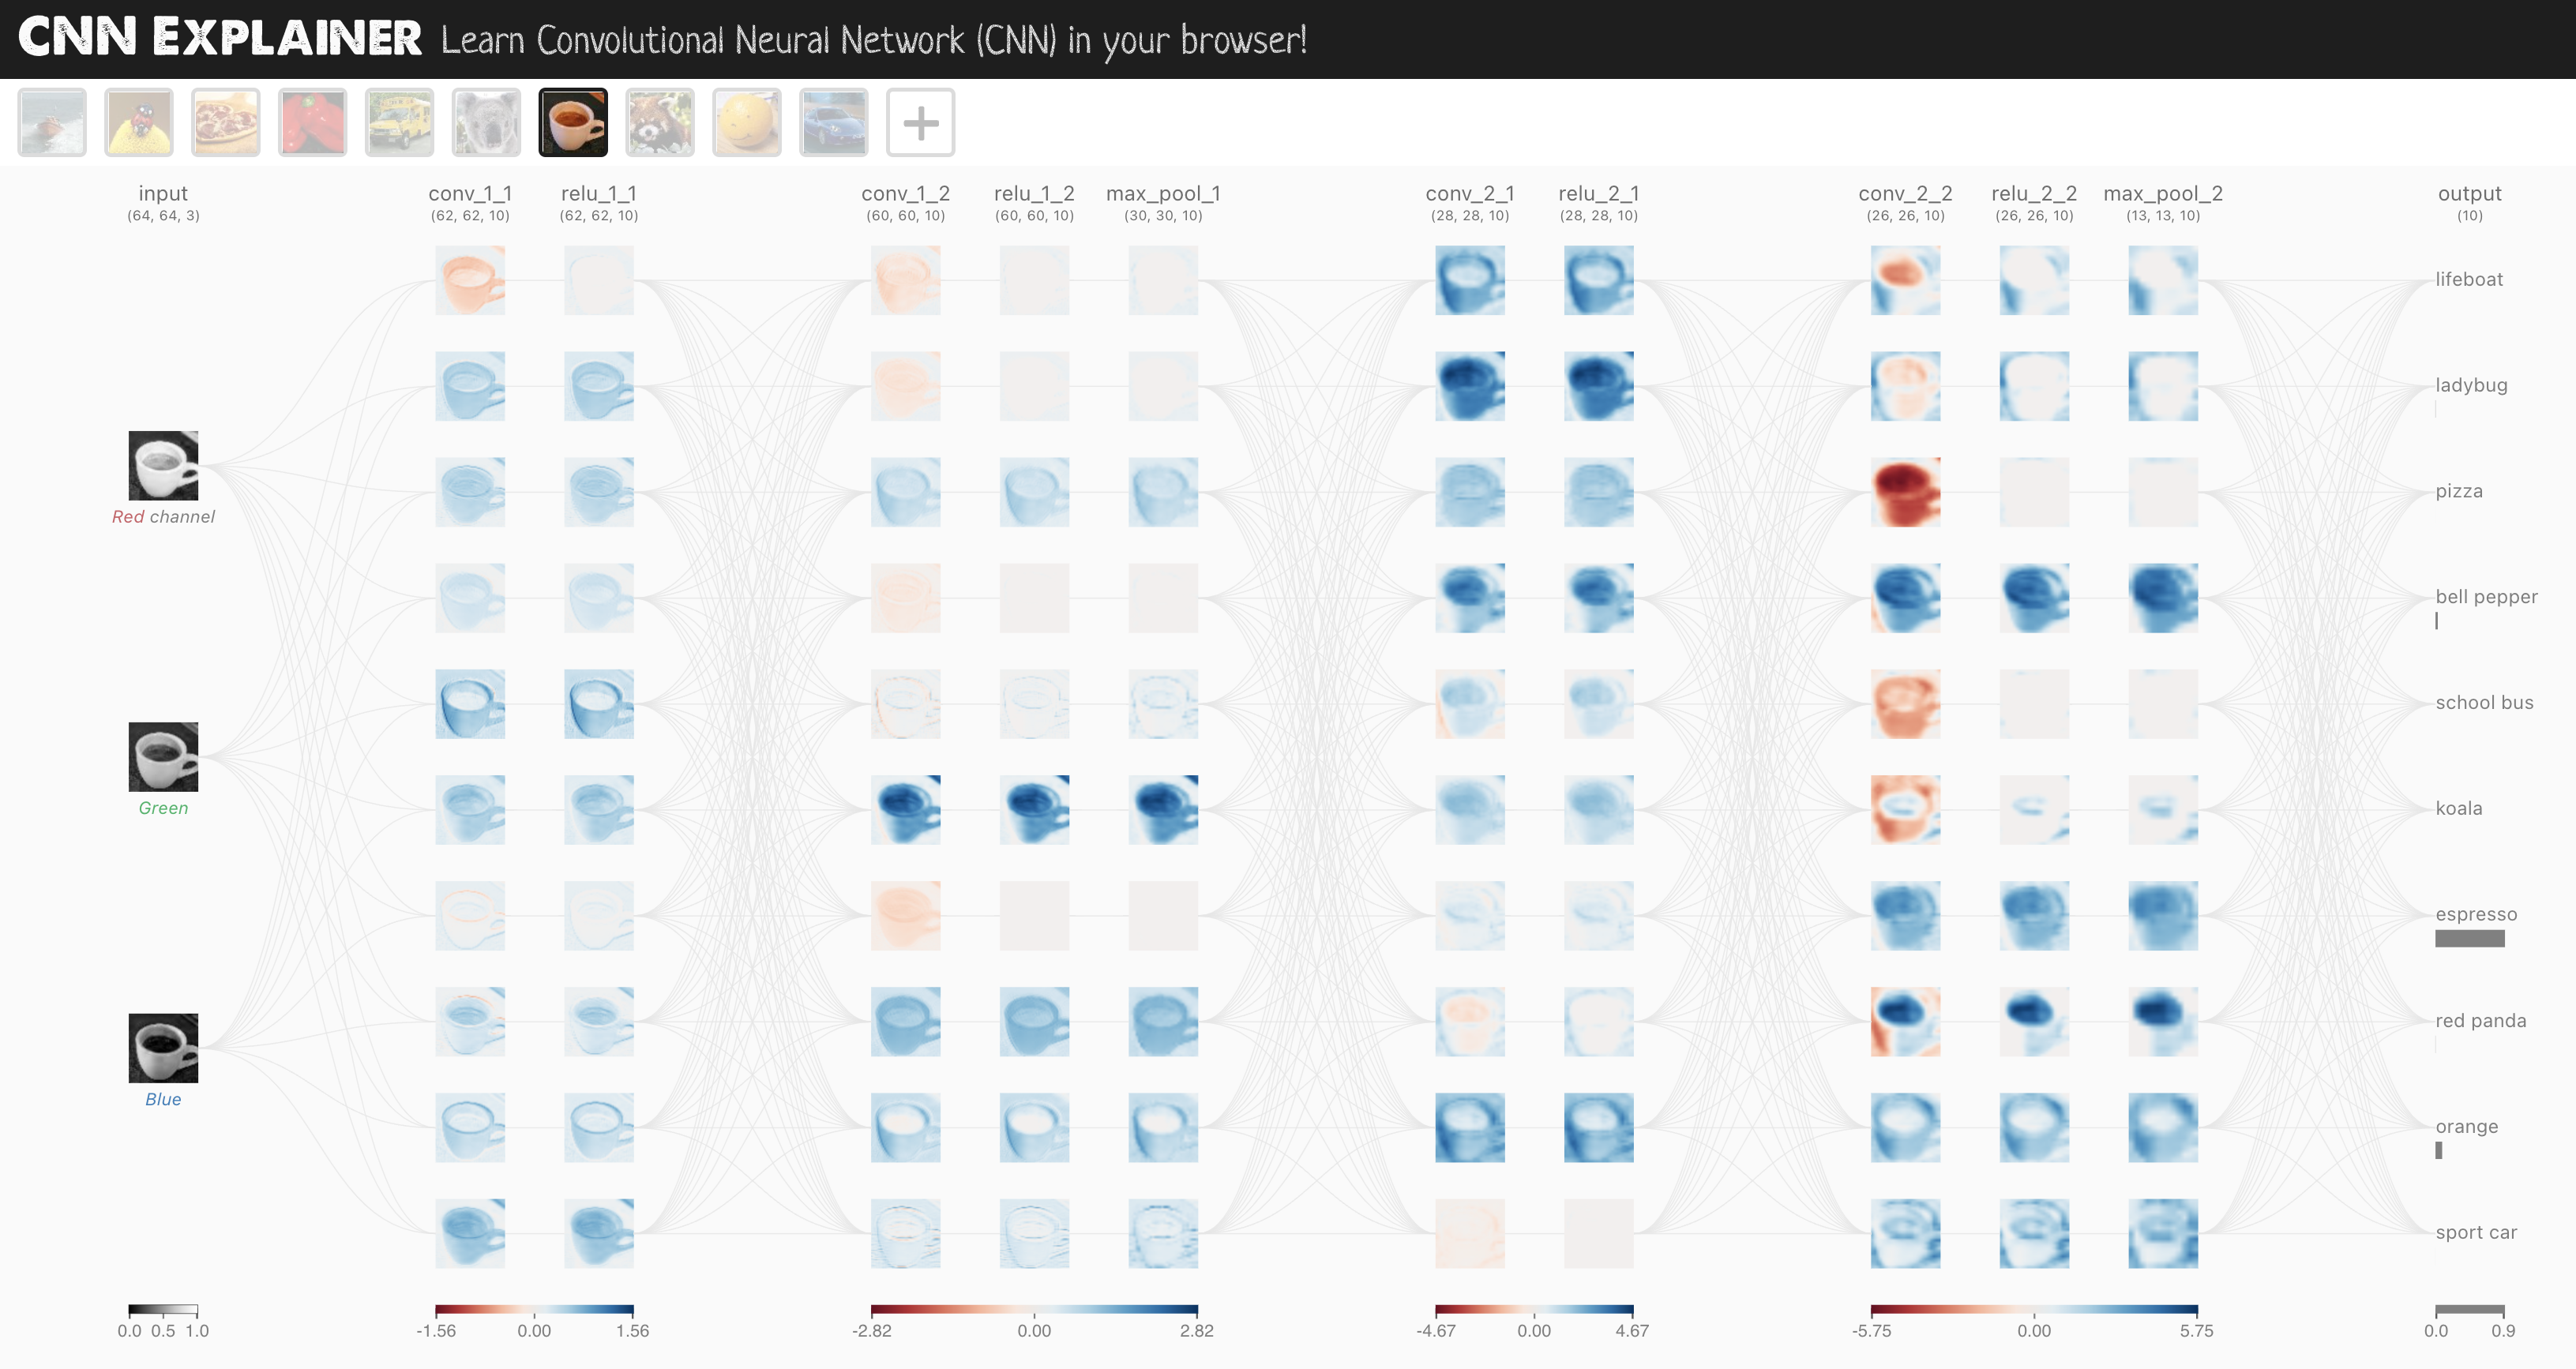 CNN EXPLAINER Learn Convolutional Neural Network (CNN) in your browser!
input conv_1_1 relu_1_1 conv_1_2 relu_1_2 max_pool_1 conv_2_1 relu_2_1 conv_2_2 relu_2_2 max_pool_2 output
(64, 64, 3) (62, 62, 10) (62, 62, 10) (60, 60, 10) (60, 60, 10) (30, 30, 10) (28, 28, 10) (28, 28, 10) (26, 26, 10) (26, 26, 10) (13, 13, 10) (10)
lifeboat
ladybug
pizza
Red channel
bell pepper
school bus
Green
koala
espresso
red panda
Blue
orange
sport car
0.0 0.5 1.0 -1.56 0.00 1.56 -2.82 0.00 2.82 -4.67 0.00 4.67 -5.75 0.00 5.75 0.0 0.9